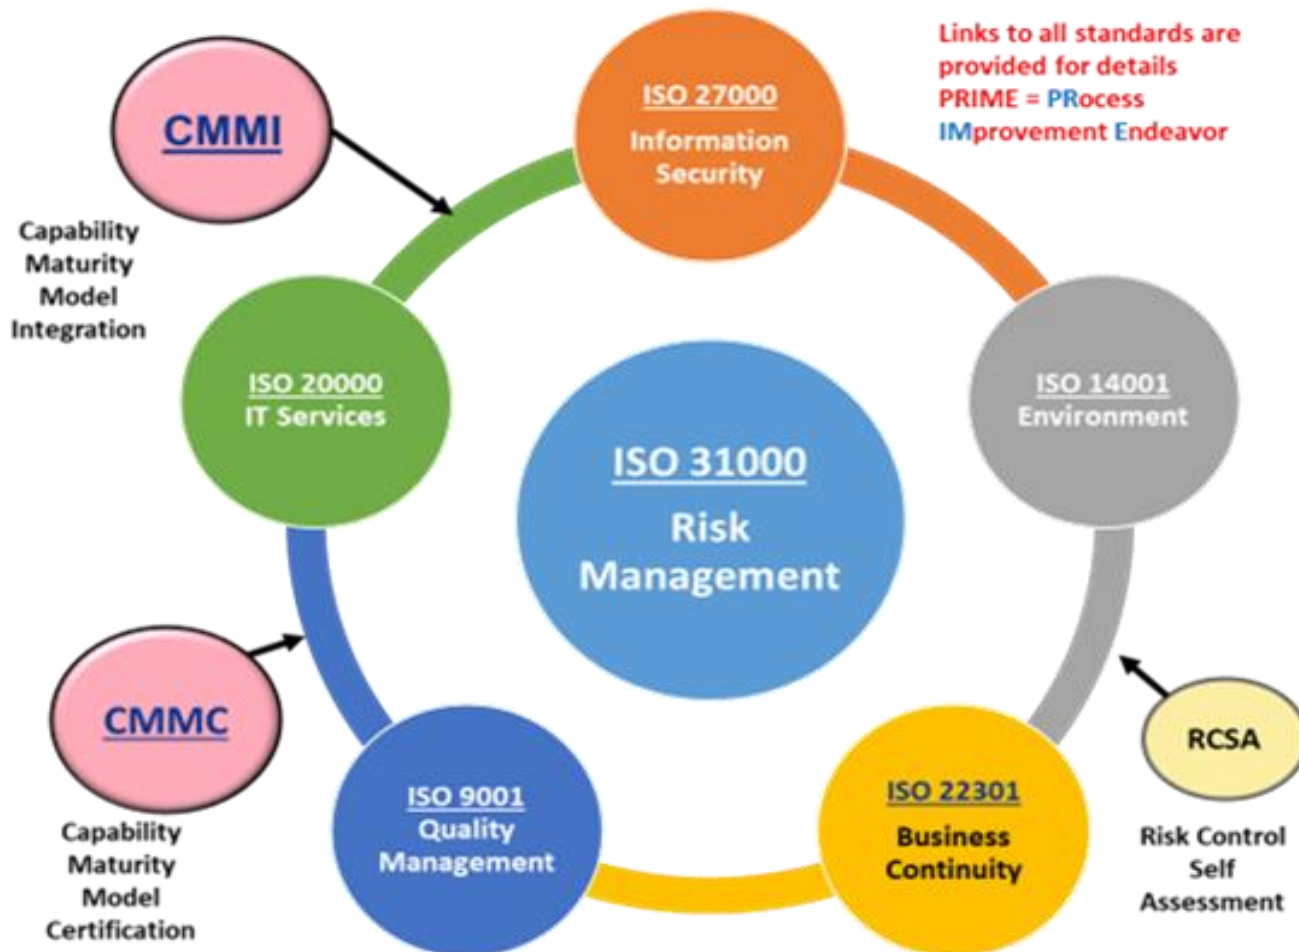 Links to all standards are
provided for details
PRIME = PRocess
IMprovement Endeavor
CMMI
Capability
Maturity
Model
Integration
ISO 27000
Information
Security
ISO 20000
IT Services
ISO 14001
Environment
ISO 31000
Risk
Management
CMMC
Capability
Maturity
Model
Certification
ISO 9001
Quality
Management
ISO 22301
Business
Continuity
RCSA
Risk Control
Self
Assessment